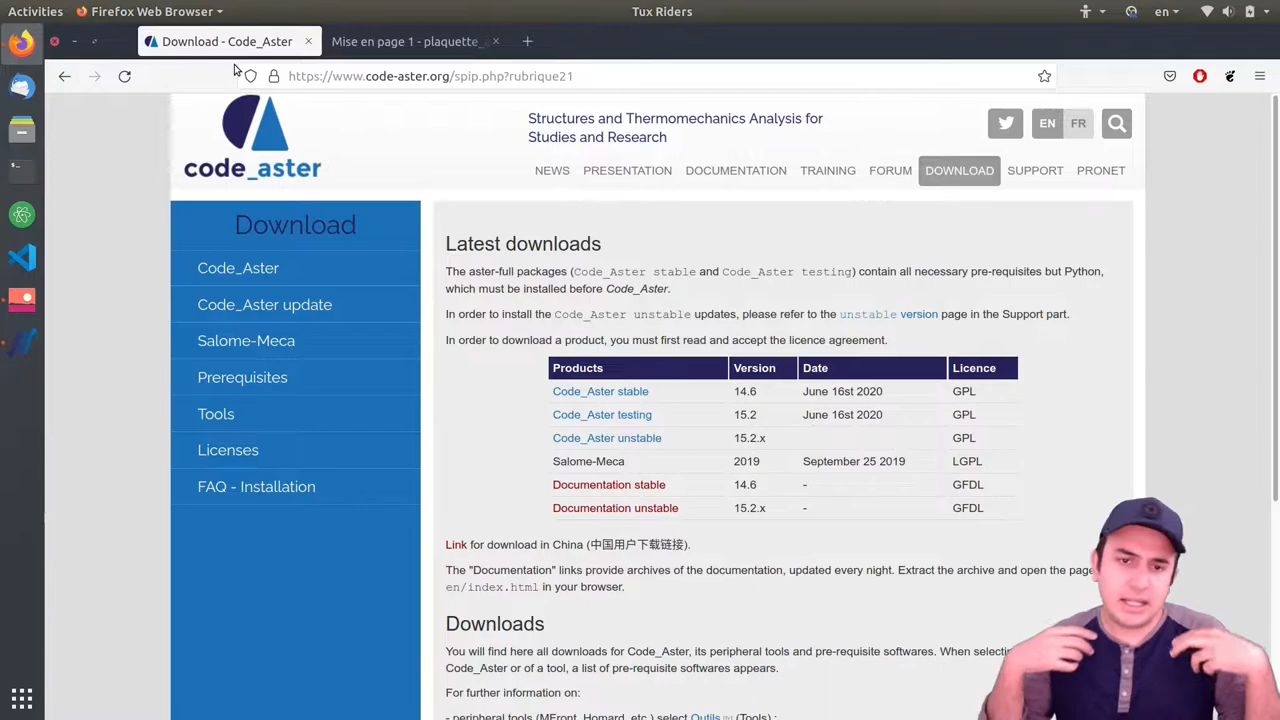 Activities
Firefox Web Browser
Tux Riders
en
Download - Code_Aster
Mise en page 1 - plaquette_
https://www.code-aster.org/spip.php?rubrique21
code_aster
Structures and Thermomechanics Analysis for
Studies and Research
EN
FR
NEWS
PRESENTATION
DOCUMENTATION
TRAINING
FORUM
DOWNLOAD
SUPPORT
PRONET
Download
Code_Aster
Code_Aster update
Salome-Meca
Prerequisites
Tools
Licenses
FAQ - Installation
Latest downloads
The aster-full packages (Code_Aster stable and Code_Aster testing) contain all necessary pre-requisites but Python,
which must be installed before Code_Aster.
In order to install the Code_Aster unstable updates, please refer to the unstable version page in the Support part.
In order to download a product, you must first read and accept the licence agreement.
Products Version Date Licence
Code_Aster stable 14.6 June 16st 2020 GPL
Code_Aster testing 15.2 June 16st 2020 GPL
Code_Aster unstable 15.2.x GPL
Salome-Meca 2019 September 25 2019 LGPL
Documentation stable 14.6 - GFDL
Documentation unstable 15.2.x - GFDL
Link for download in China (中国用户下载链接).
The "Documentation" links provide archives of the documentation, updated every night. Extract the archive and open the page
en/index.html in your browser.
Downloads
You will find here all downloads for Code_Aster, its peripheral tools and pre-requisite softwares. When selecting
Code_Aster or of a tool, a list of pre-requisite softwares appears.
For further information on:
- peripheral tools (MFront, Homard, etc.) select Outils (Tools) ;